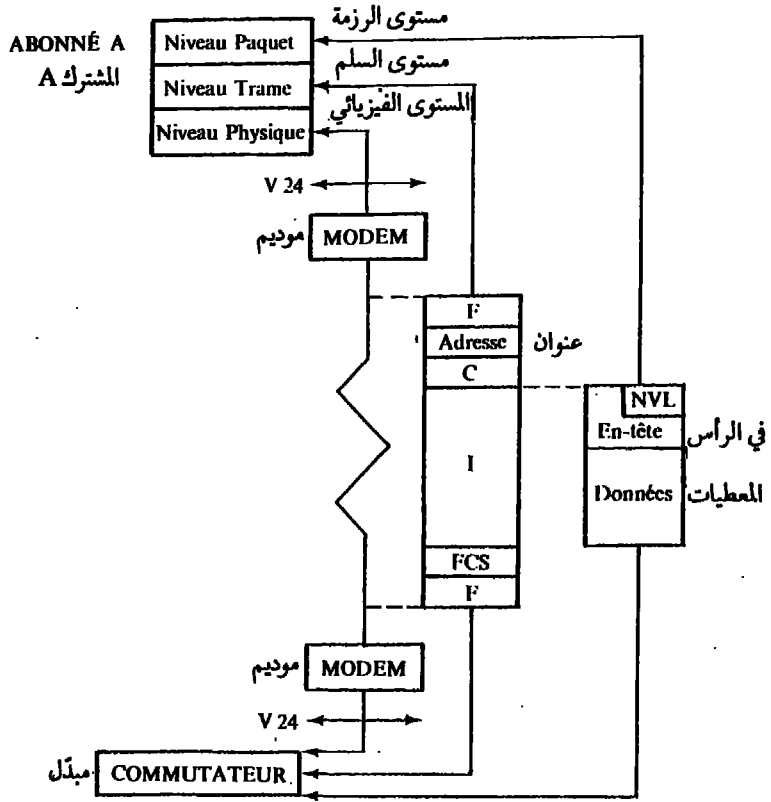 مستوى الرزمة
ABONNÉ A
المشترك A
Niveau Paquet
مستوى السلم
Niveau Trame
المستوى الفيزيائي
Niveau Physique
V 24
موديم
MODEM
F
Adresse
عنوان
C
NVL
En-tête
في الرأس
I
Données
المعطيات
FCS
F
موديم
MODEM
V 24
مبدّل
COMMUTATEUR